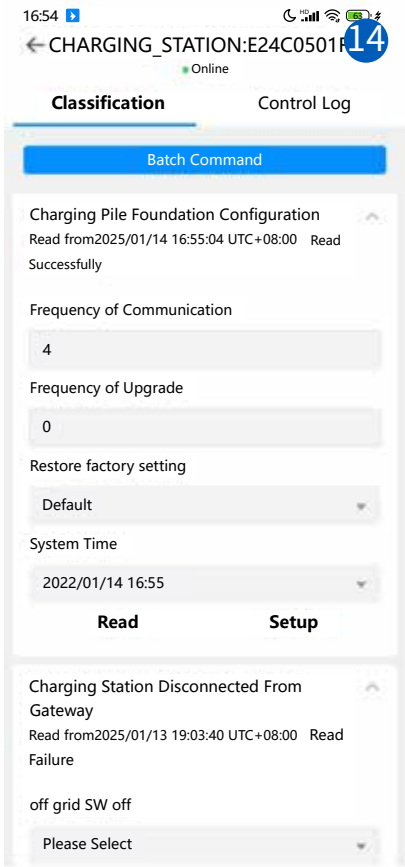 16:54 HD 5G 63
CHARGING_STATION:E24C0501
14
Online
Classification Control Log
Batch Command
Charging Pile Foundation Configuration
Read from2025/01/14 16:55:04 UTC+08:00 Read
Successfully
Frequency of Communication
4
Frequency of Upgrade
0
Restore factory setting
Default
System Time
2022/01/14 16:55
Read Setup
Charging Station Disconnected From
Gateway
Read from2025/01/13 19:03:40 UTC+08:00 Read
Failure
off grid SW off
Please Select